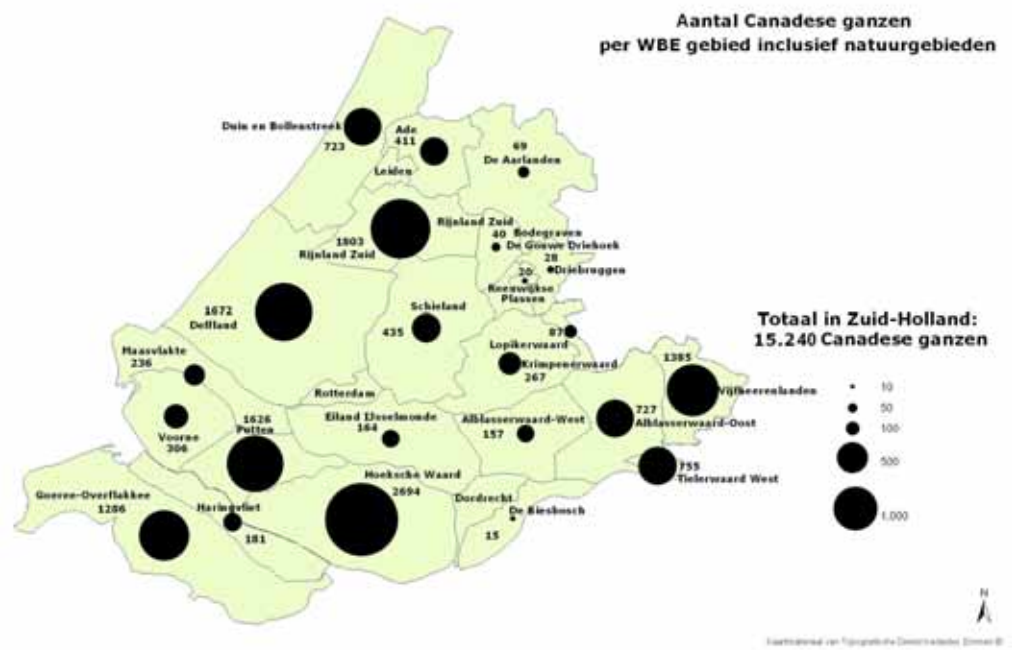 Aantal Canadese ganzen
per WBE gebied inclusief natuurgebieden
Duin en Bollenstreek
723
Ade
411
69
De Aarlanden
Leiden
Rijnland Zuid
1803
Rijnland Zuid
40
Bodegraven
De Gouwe Driehoek
28
Driebruggen
20
Reeuwijkse
Plassen
1672
Delfland
Schieland
435
87
Lopikerwaard
Krimpenerwaard
267
Totaal in Zuid-Holland:
15.240 Canadese ganzen
Maasvlakte
236
1385
Vijfheerenlanden
Rotterdam
Voorne
306
1626
Putten
Eiland IJsselmonde
164
Alblasserwaard-West
157
727
Alblasserwaard-Oost
755
Tielerwaard West
Goeree-Overflakkee
1286
Haringvliet
181
Hoeksche Waard
2694
Dordrecht
De Biesbosch
15
10
50
100
500
1.000
N